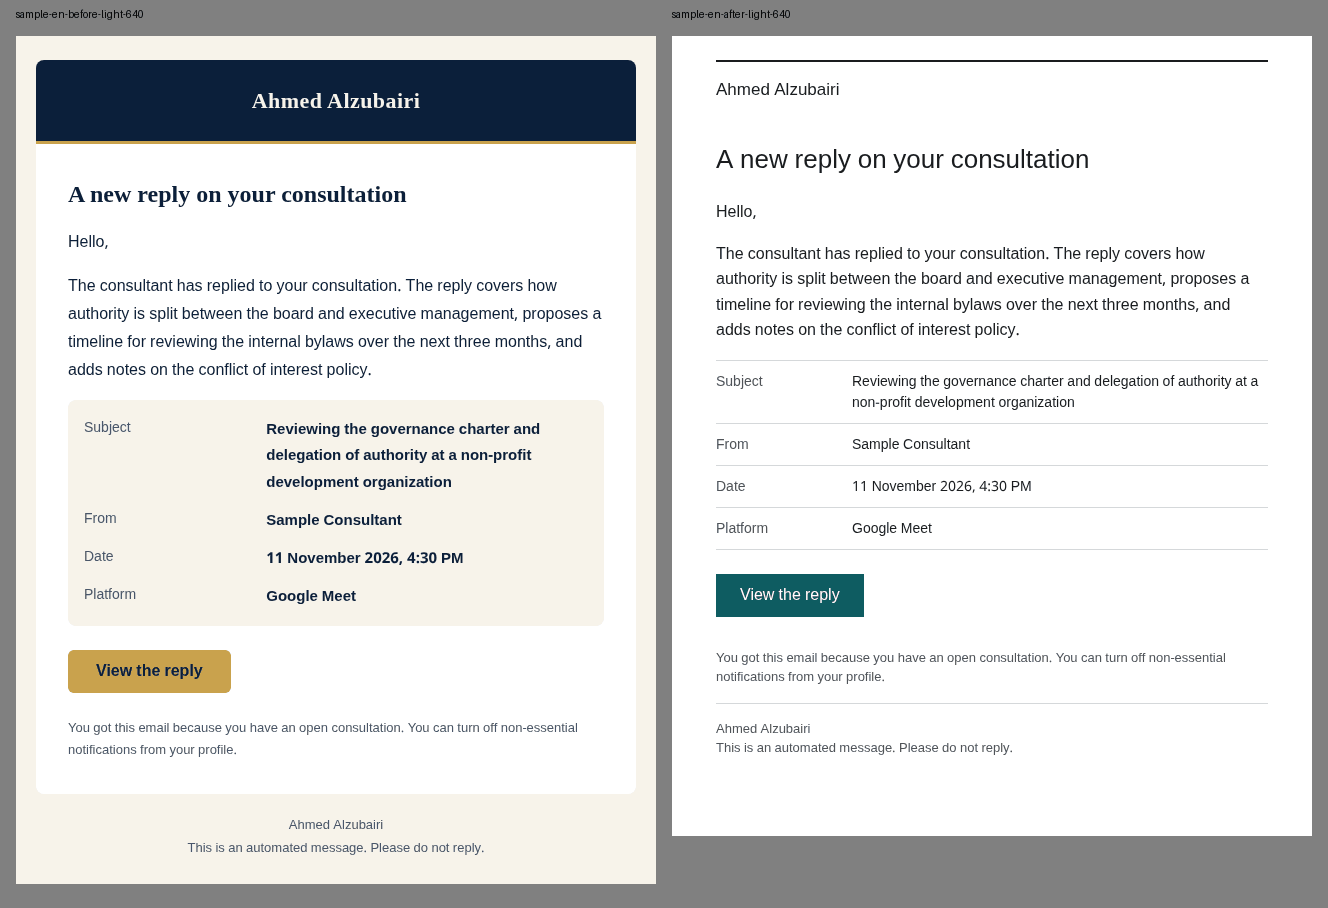 sample-en-before-light-640
Ahmed Alzubairi
A new reply on your consultation
Hello,
The consultant has replied to your consultation. The reply covers how
authority is split between the board and executive management, proposes a
timeline for reviewing the internal bylaws over the next three months, and
adds notes on the conflict of interest policy.
Subject
Reviewing the governance charter and
delegation of authority at a non-profit
development organization
From
Sample Consultant
Date
11 November 2026, 4:30 PM
Platform
Google Meet
View the reply
You got this email because you have an open consultation. You can turn off non-essential
notifications from your profile.
Ahmed Alzubairi
This is an automated message. Please do not reply.
sample-en-after-light-640
Ahmed Alzubairi
A new reply on your consultation
Hello,
The consultant has replied to your consultation. The reply covers how
authority is split between the board and executive management, proposes a
timeline for reviewing the internal bylaws over the next three months, and
adds notes on the conflict of interest policy.
Subject
Reviewing the governance charter and delegation of authority at a
non-profit development organization
From
Sample Consultant
Date
11 November 2026, 4:30 PM
Platform
Google Meet
View the reply
You got this email because you have an open consultation. You can turn off non-essential
notifications from your profile.
Ahmed Alzubairi
This is an automated message. Please do not reply.